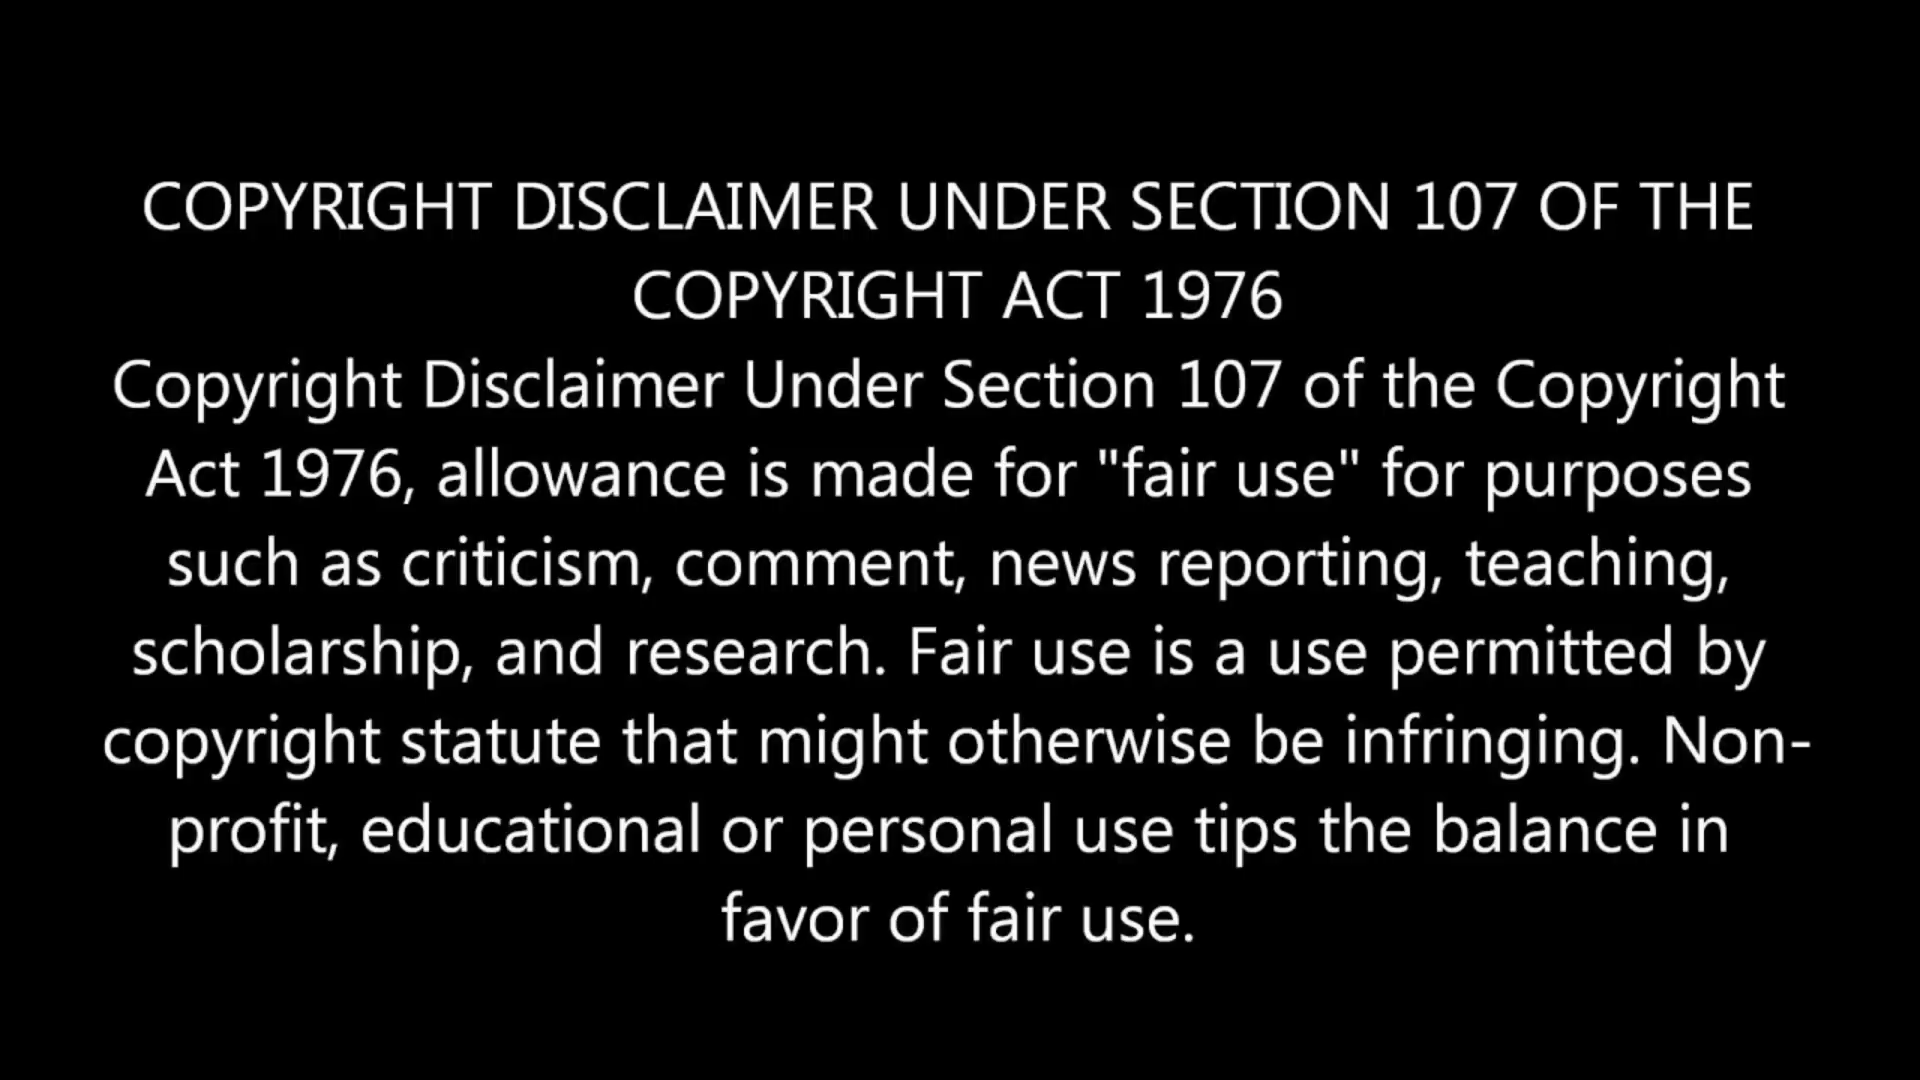 COPYRIGHT DISCLAIMER UNDER SECTION 107 OF THE
COPYRIGHT ACT 1976
Copyright Disclaimer Under Section 107 of the Copyright
Act 1976, allowance is made for "fair use" for purposes
such as criticism, comment, news reporting, teaching,
scholarship, and research. Fair use is a use permitted by
copyright statute that might otherwise be infringing. Non-
profit, educational or personal use tips the balance in
favor of fair use.